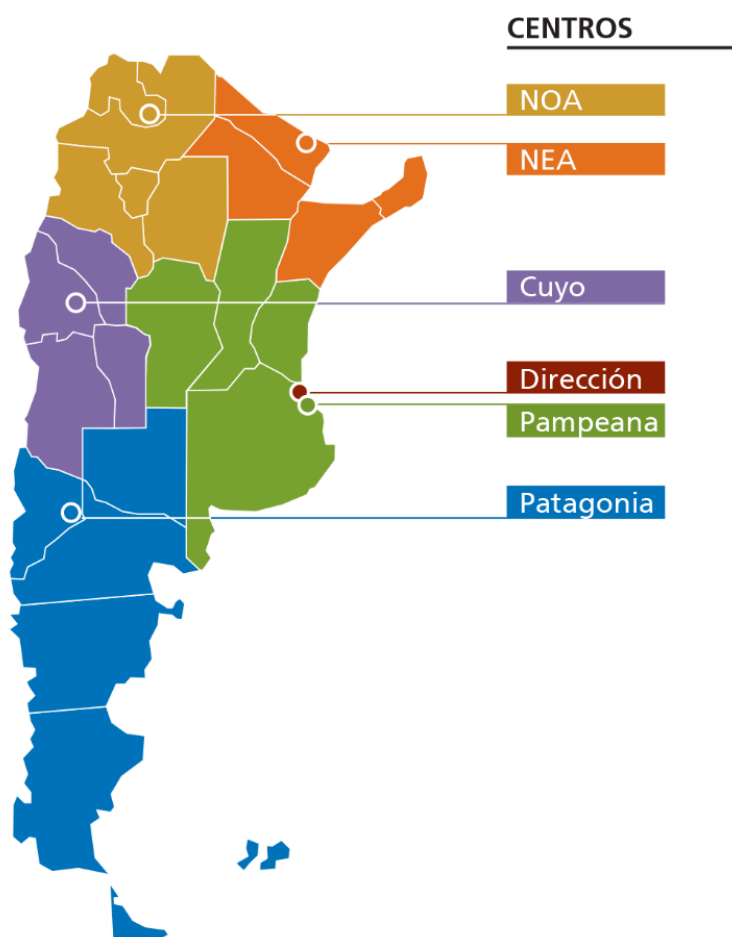 CENTROS
NOA
NEA
Cuyo
Dirección
Pampeana
Patagonia